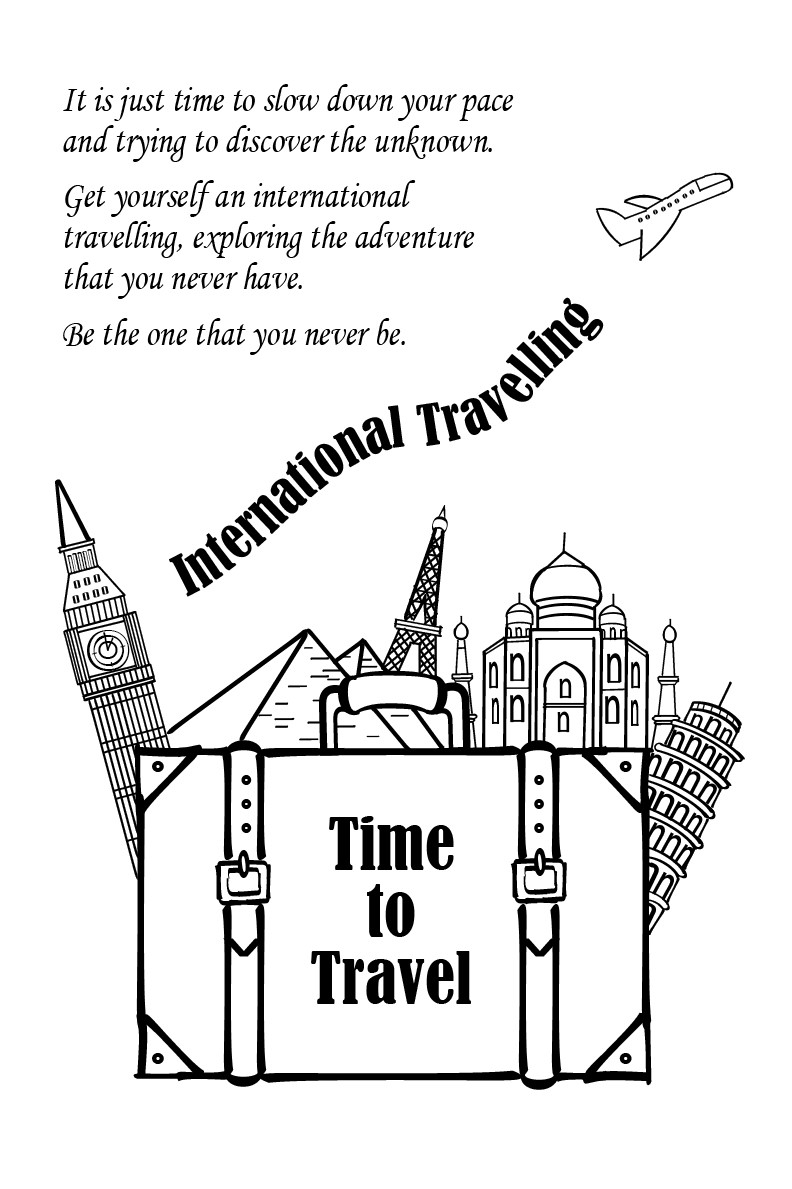 It is just time to slow down your pace
and trying to discover the unknown.
Get yourself an international
travelling, exploring the adventure
that you never have.
Be the one that you never be.
International Travelling
Time
to
Travel